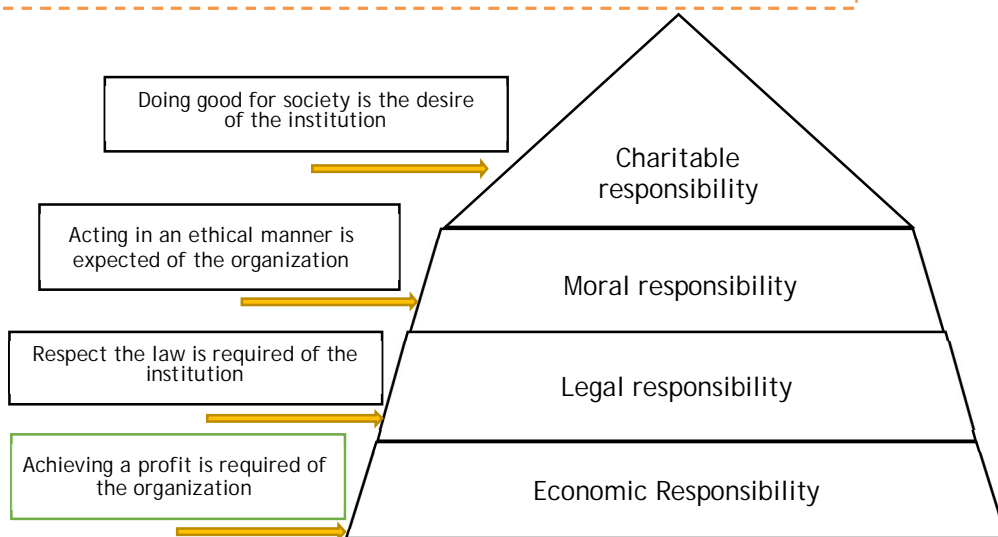 Doing good for society is the desire
of the institution
Charitable
responsibility
Acting in an ethical manner is
expected of the organization
Moral responsibility
Respect the law is required of the
institution
Legal responsibility
Achieving a profit is required of
the organization
Economic Responsibility